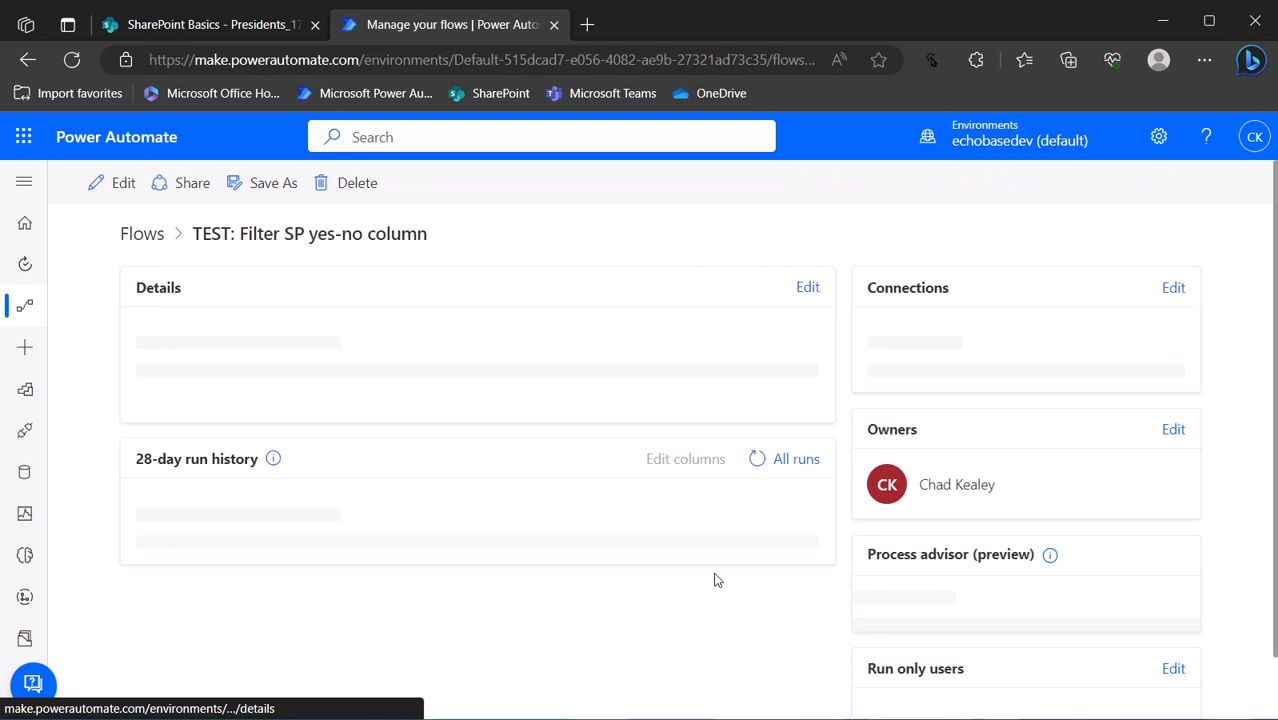 SharePoint Basics - Presidents_17
Manage your flows | Power Auto
https://make.powerautomate.com/environments/Default-515dcad7-e056-4082-ae9b-27321ad73c35/flows...
Import favorites
Microsoft Office Ho...
Microsoft Power Au...
SharePoint
Microsoft Teams
OneDrive
Power Automate
Search
Environments
echobasedev (default)
CK
Edit
Share
Save As
Delete
Flows > TEST: Filter SP yes-no column
Details
Edit
Connections
Edit
28-day run history
Edit columns
All runs
Owners
Edit
CK
Chad Kealey
Process advisor (preview)
Run only users
Edit
make.powerautomate.com/environments/.../details